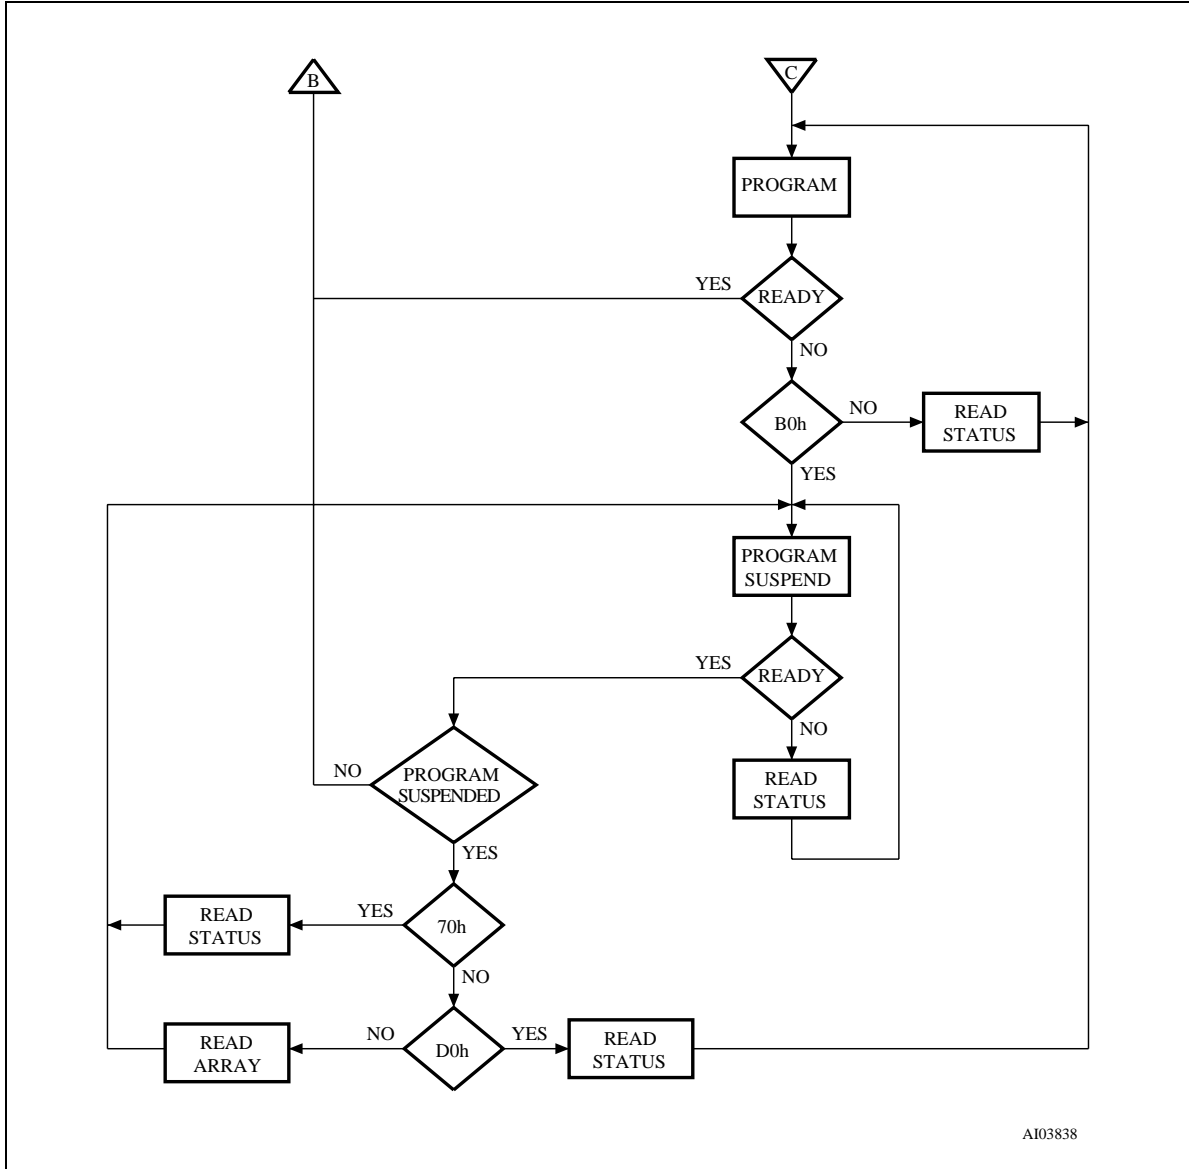 B
C
PROGRAM
YES
READY
NO
B0h
NO
READ
STATUS
YES
PROGRAM
SUSPEND
YES
READY
NO
NO
PROGRAM
SUSPENDED
READ
STATUS
YES
READ
STATUS
YES
70h
NO
READ
ARRAY
NO
D0h
YES
READ
STATUS
AI03838